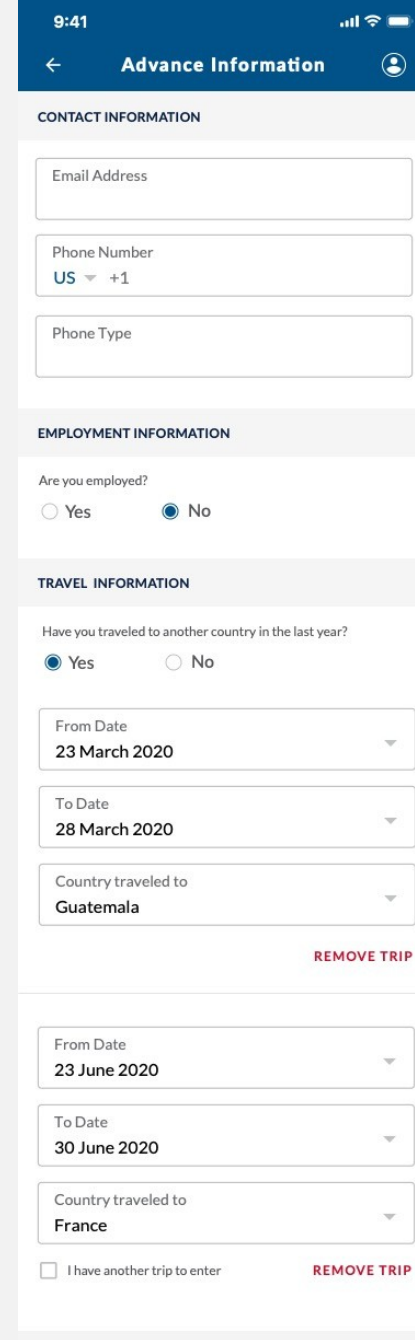 9:41
Advance Information
CONTACT INFORMATION
Email Address
Phone Number
US +1
Phone Type
EMPLOYMENT INFORMATION
Are you employed?
Yes No
TRAVEL INFORMATION
Have you traveled to another country in the last year?
Yes No
From Date
23 March 2020
To Date
28 March 2020
Country traveled to
Guatemala
REMOVE TRIP
From Date
23 June 2020
To Date
30 June 2020
Country traveled to
France
I have another trip to enter REMOVE TRIP